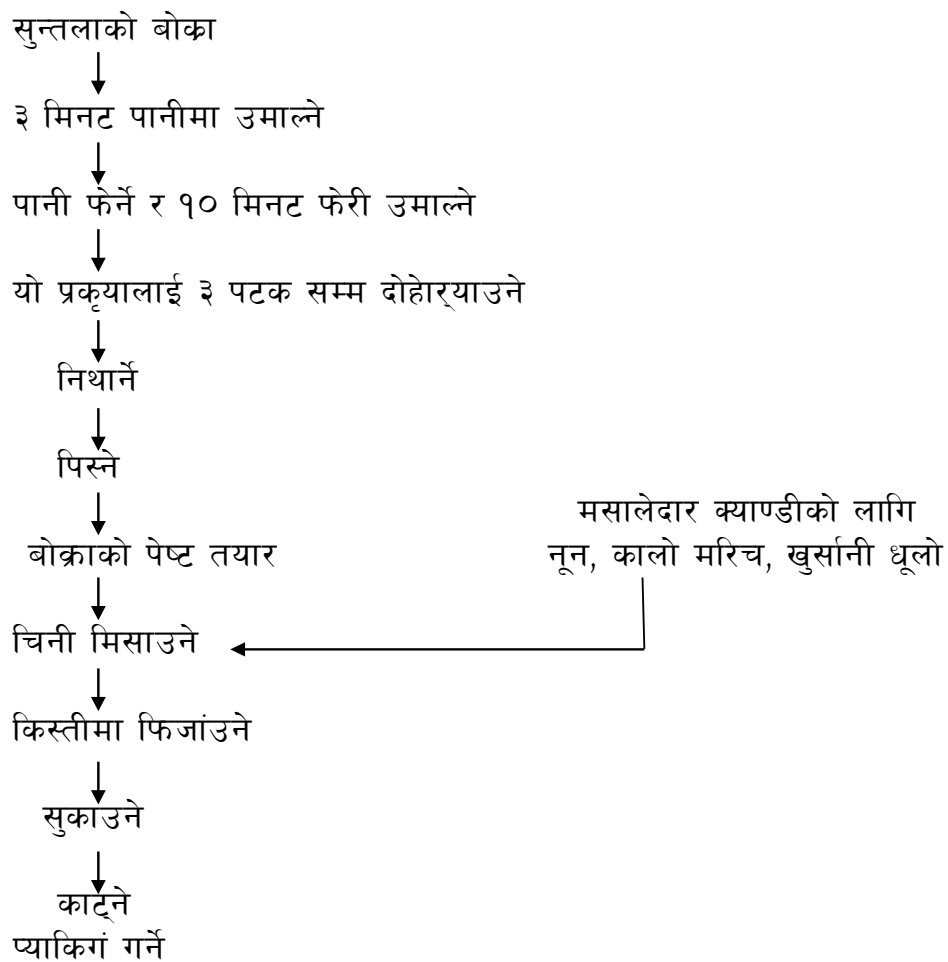 सुन्तलाको बोक्रा
३ मिनट पानीमा उमाल्ने
पानी फेर्ने र १० मिनट फेरी उमाल्ने
यो प्रकृयालाई ३ पटक सम्म दोहोर्‍याउने
निथार्ने
पिस्ने
बोक्राको पेष्ट तयार
मसालेदार क्याण्डीको लागि
नून, कालो मरिच, खुर्सानी धूलो
चिनी मिसाउने
किस्तीमा फिजांउने
सुकाउने
काट्ने
प्याकिगं गर्ने